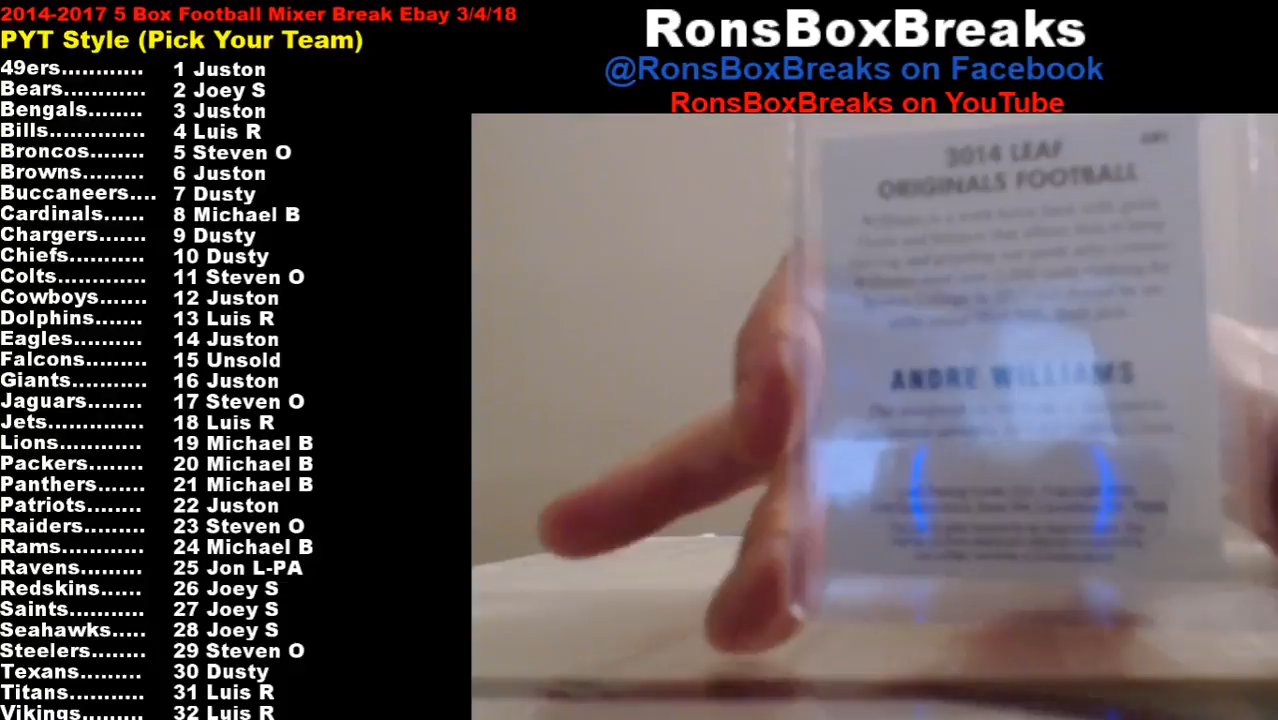 2014-2017 5 Box Football Mixer Break Ebay 3/4/18
PYT Style (Pick Your Team)
49ers............ 1 Juston
Bears............ 2 Joey S
Bengals........ 3 Juston
Bills.............. 4 Luis R
Broncos........ 5 Steven O
Browns......... 6 Juston
Buccaneers.... 7 Dusty
Cardinals...... 8 Michael B
Chargers....... 9 Dusty
Chiefs........... 10 Dusty
Colts............. 11 Steven O
Cowboys....... 12 Juston
Dolphins....... 13 Luis R
Eagles.......... 14 Juston
Falcons......... 15 Unsold
Giants........... 16 Juston
Jaguars........ 17 Steven O
Jets.............. 18 Luis R
Lions............ 19 Michael B
Packers........ 20 Michael B
Panthers....... 21 Michael B
Patriots........ 22 Juston
Raiders......... 23 Steven O
Rams............ 24 Michael B
Ravens......... 25 Jon L-PA
Redskins...... 26 Joey S
Saints........... 27 Joey S
Seahawks..... 28 Joey S
Steelers........ 29 Steven O
Texans......... 30 Dusty
Titans........... 31 Luis R
Vikings......... 32 Luis R
RonsBoxBreaks
@RonsBoxBreaks on Facebook
RonsBoxBreaks on YouTube
2014 LEAF
ORIGINALS FOOTBALL
ANDRE WILLIAMS